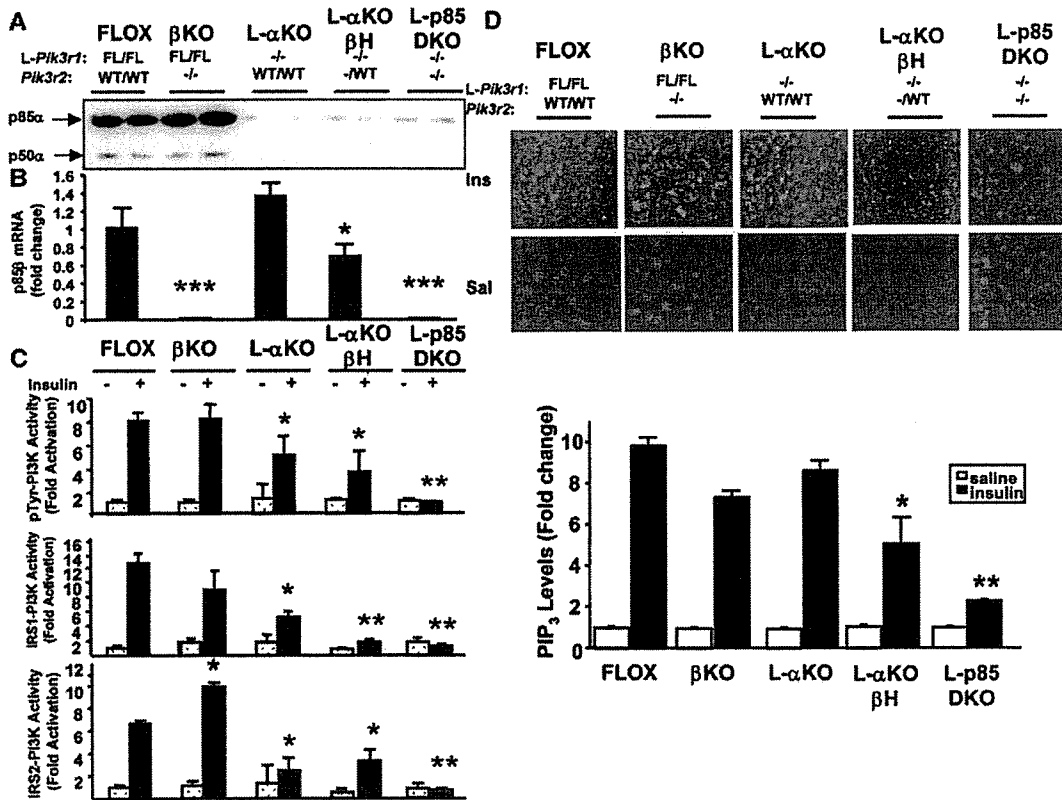 A
FLOX βKO L-αKO L-αKO βH L-p85 DKO
L-Pik3r1: FL/FL FL/FL -/- -/- -/-
Pik3r2: WT/WT -/- WT/WT -/WT -/-
p85α
p50α
B
p85β mRNA (fold change)
1.6
1.4
1.2
1
0.8
0.6
0.4
0.2
0
*** * ***
C
FLOX βKO L-αKO L-αKO βH L-p85 DKO
Insulin - + - + - + - + - +
pTyr-PI3K Activity (Fold Activation)
10
8
6
4
2
* * **
IRS1-PI3K Activity (Fold Activation)
16
14
12
10
8
6
4
2
* ** **
IRS2-PI3K Activity (Fold Activation)
12
10
8
6
4
2
* * * **
D
FLOX βKO L-αKO L-αKO βH L-p85 DKO
L-Pik3r1: FL/FL FL/FL -/- -/- -/-
Pik3r2: WT/WT -/- WT/WT -/WT -/-
Ins
Sal
PIP3 Levels (Fold change)
10
8
6
4
2
0
* **
saline
insulin
FLOX βKO L-αKO L-αKO βH L-p85 DKO